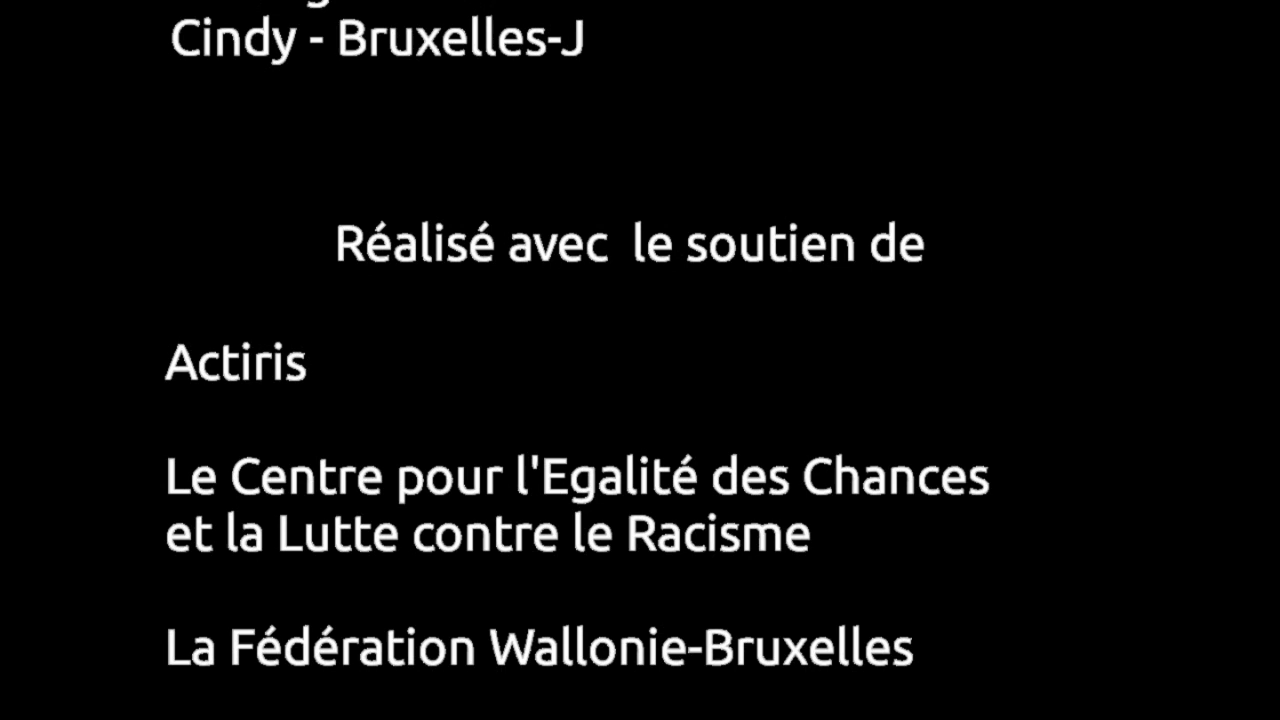 Cindy - Bruxelles-J
Réalisé avec  le soutien de
Actiris
Le Centre pour l'Egalité des Chances
et la Lutte contre le Racisme
La Fédération Wallonie-Bruxelles